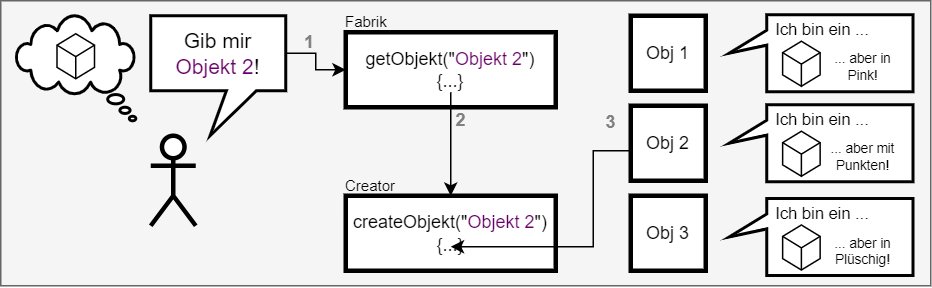 Gib mir
Objekt 2!
1
Fabrik
getObjekt("Objekt 2")
{...}
2
Creator
createObjekt("Objekt 2")
{...}
3
Obj 1
Ich bin ein ...
... aber in
Pink!
Obj 2
Ich bin ein ...
... aber mit
Punkten!
Obj 3
Ich bin ein ...
... aber in
Plüschig!